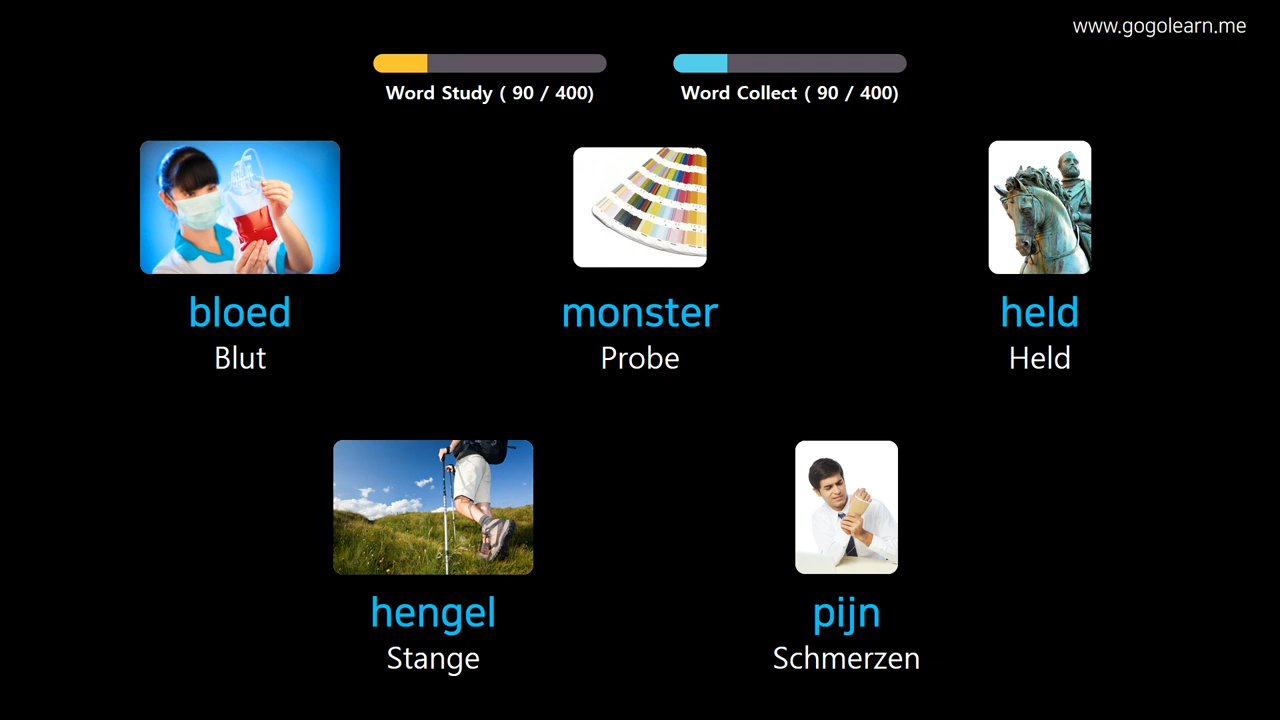 www.gogolearn.me
Word Study ( 90 / 400)
Word Collect ( 90 / 400)
bloed
Blut
monster
Probe
held
Held
hengel
Stange
pijn
Schmerzen